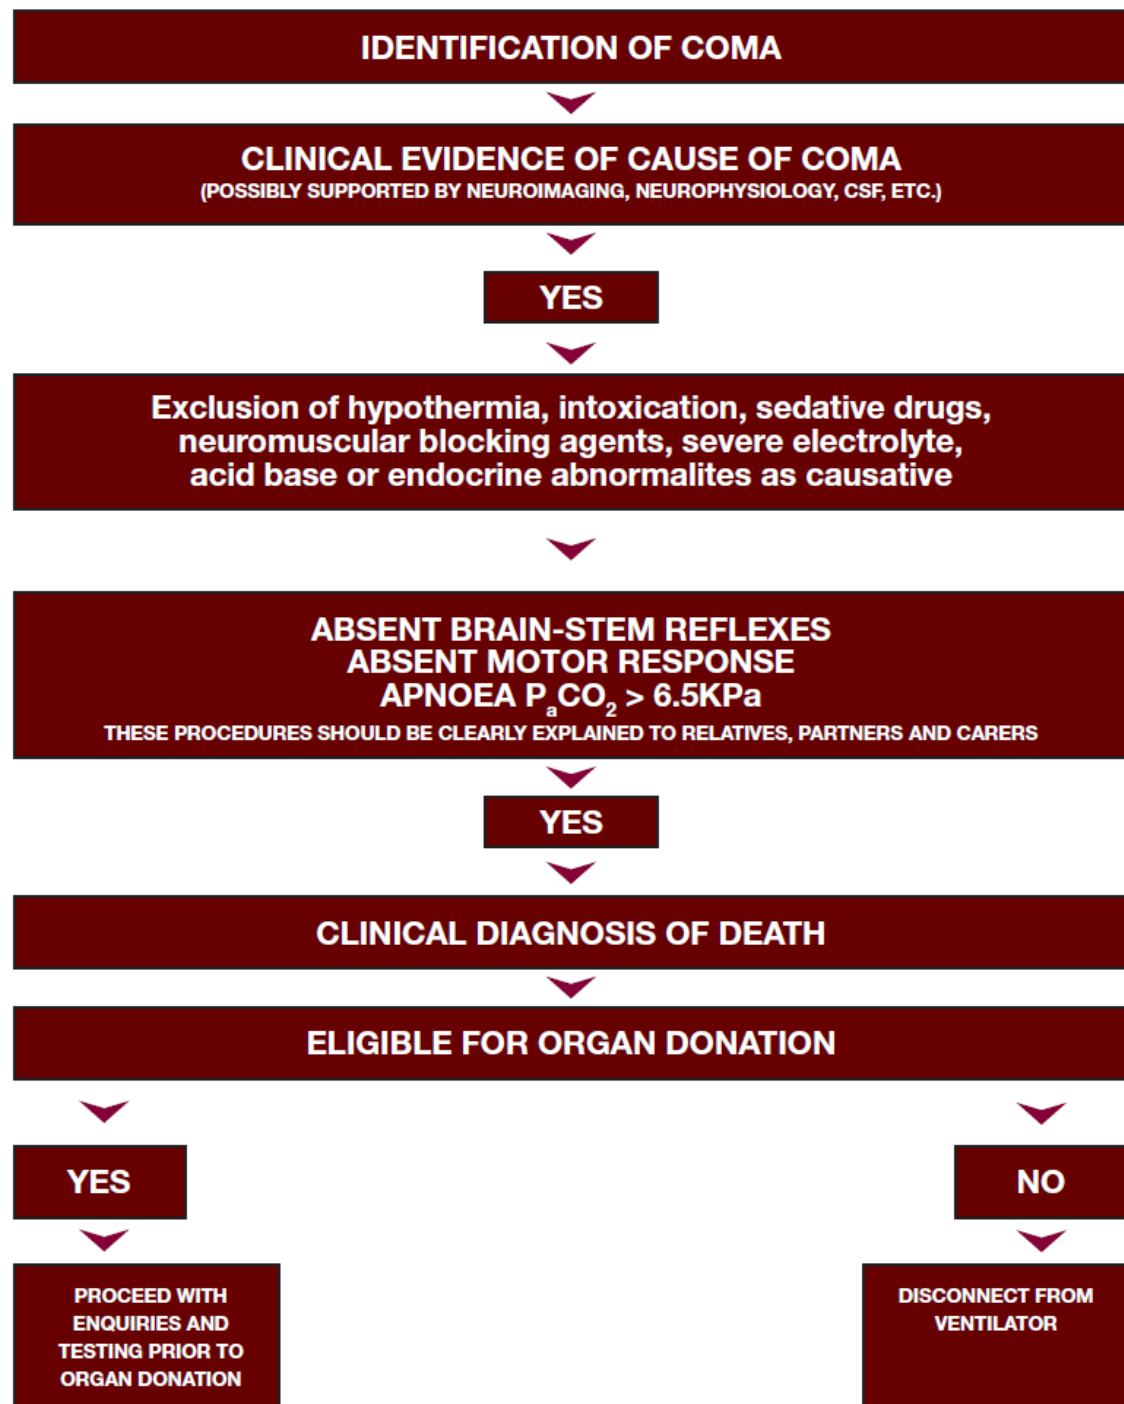 IDENTIFICATION OF COMA
CLINICAL EVIDENCE OF CAUSE OF COMA
(POSSIBLY SUPPORTED BY NEUROIMAGING, NEUROPHYSIOLOGY, CSF, ETC.)
YES
Exclusion of hypothermia, intoxication, sedative drugs,
neuromuscular blocking agents, severe electrolyte,
acid base or endocrine abnormalites as causative
ABSENT BRAIN-STEM REFLEXES
ABSENT MOTOR RESPONSE
APNOEA PaCO2 > 6.5KPa
THESE PROCEDURES SHOULD BE CLEARLY EXPLAINED TO RELATIVES, PARTNERS AND CARERS
YES
CLINICAL DIAGNOSIS OF DEATH
ELIGIBLE FOR ORGAN DONATION
YES
NO
PROCEED WITH
ENQUIRIES AND
TESTING PRIOR TO
ORGAN DONATION
DISCONNECT FROM
VENTILATOR